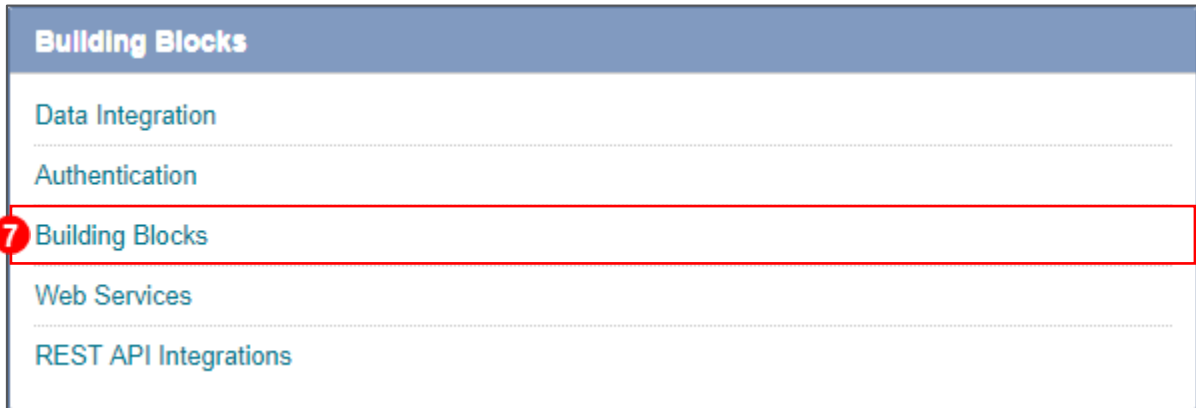 Building Blocks
Data Integration
Authentication
7 Building Blocks
Web Services
REST API Integrations